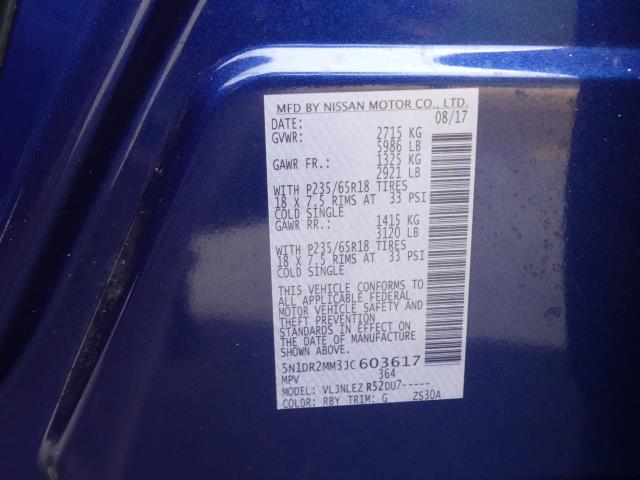 MFD BY NISSAN MOTOR CO., LTD.
DATE: 08/17
GVWR: 2715 KG
5986 LB
GAWR FR.: 1325 KG
2921 LB
WITH P235/65R18 TIRES
18 X 7.5 RIMS AT 33 PSI
COLD SINGLE
GAWR RR.: 1415 KG
3120 LB
WITH P235/65R18 TIRES
18 X 7.5 RIMS AT 33 PSI
COLD SINGLE
THIS VEHICLE CONFORMS TO
ALL APPLICABLE FEDERAL
MOTOR VEHICLE SAFETY AND
THEFT PREVENTION
STANDARDS IN EFFECT ON
THE DATE OF MANUFACTURE
SHOWN ABOVE.
5N1DR2MM3JC603617
MPV 364
MODEL: VLJNLEZ R52DU7-----
COLOR: RBY TRIM: G ZS30A